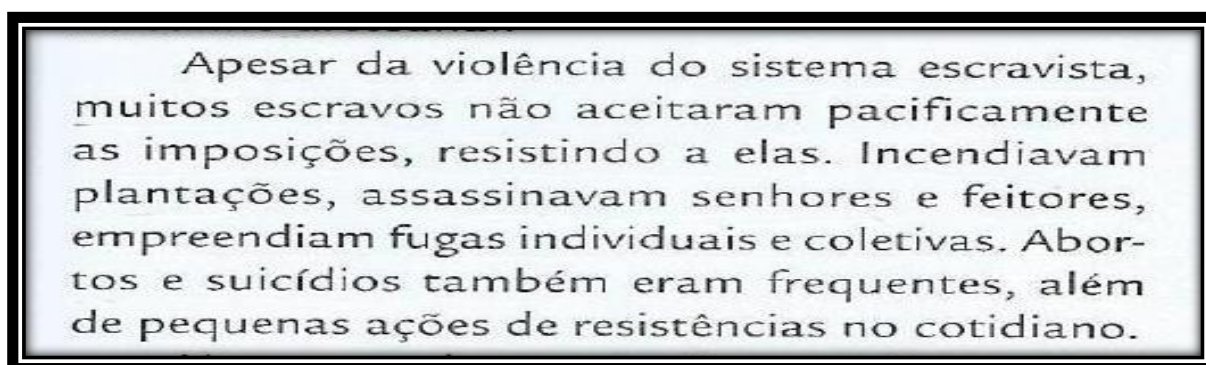 Apesar da violência do sistema escravista,
muitos escravos não aceitaram pacificamente
as imposições, resistindo a elas. Incendiavam
plantações, assassinavam senhores e feitores,
empreendiam fugas individuais e coletivas. Abor-
tos e suicídios também eram frequentes, além
de pequenas ações de resistências no cotidiano.